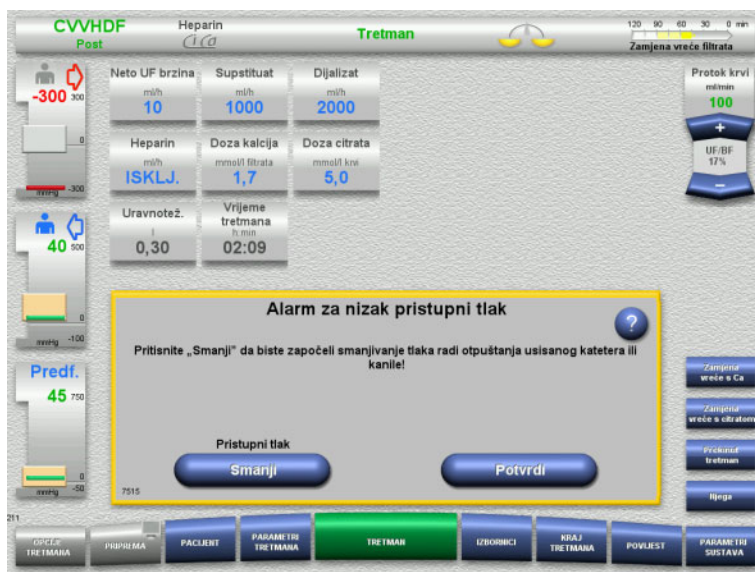 CVVHDF
Post
Heparin
Ci Ca
Tretman
120 90 60 30 0 min
Zamjena vreće filtrata
-300
300
0
-300
mmHg
Neto UF brzina
ml/h
10
Supstituat
ml/h
1000
Dijalizat
ml/h
2000
Protok krvi
ml/min
100
+
UF/BF
17%
−
Heparin
ml/h
ISKLJ.
Doza kalcija
mmol/l filtrata
1,7
Doza citrata
mmol/l krvi
5,0
Uravnotež.
l
0,30
Vrijeme
tretmana
h:min
02:09
40
500
0
-100
mmHg
Alarm za nizak pristupni tlak
?
Pritisnite „Smanji” da biste započeli smanjivanje tlaka radi otpuštanja usisanog katetera ili
kanile!
Pristupni tlak
Smanji
Potvrdi
7515
Predf.
45
750
0
-50
mmHg
Zamjena
vreće s Ca
Zamjena
vreće s citratom
Prekinut
tretman
Njega
211
OPCIJE
TRETMANA
PRIPREMA
PACIJENT
PARAMETRI
TRETMANA
TRETMAN
IZBORNICI
KRAJ
TRETMANA
POVIJEST
PARAMETRI
SUSTAVA